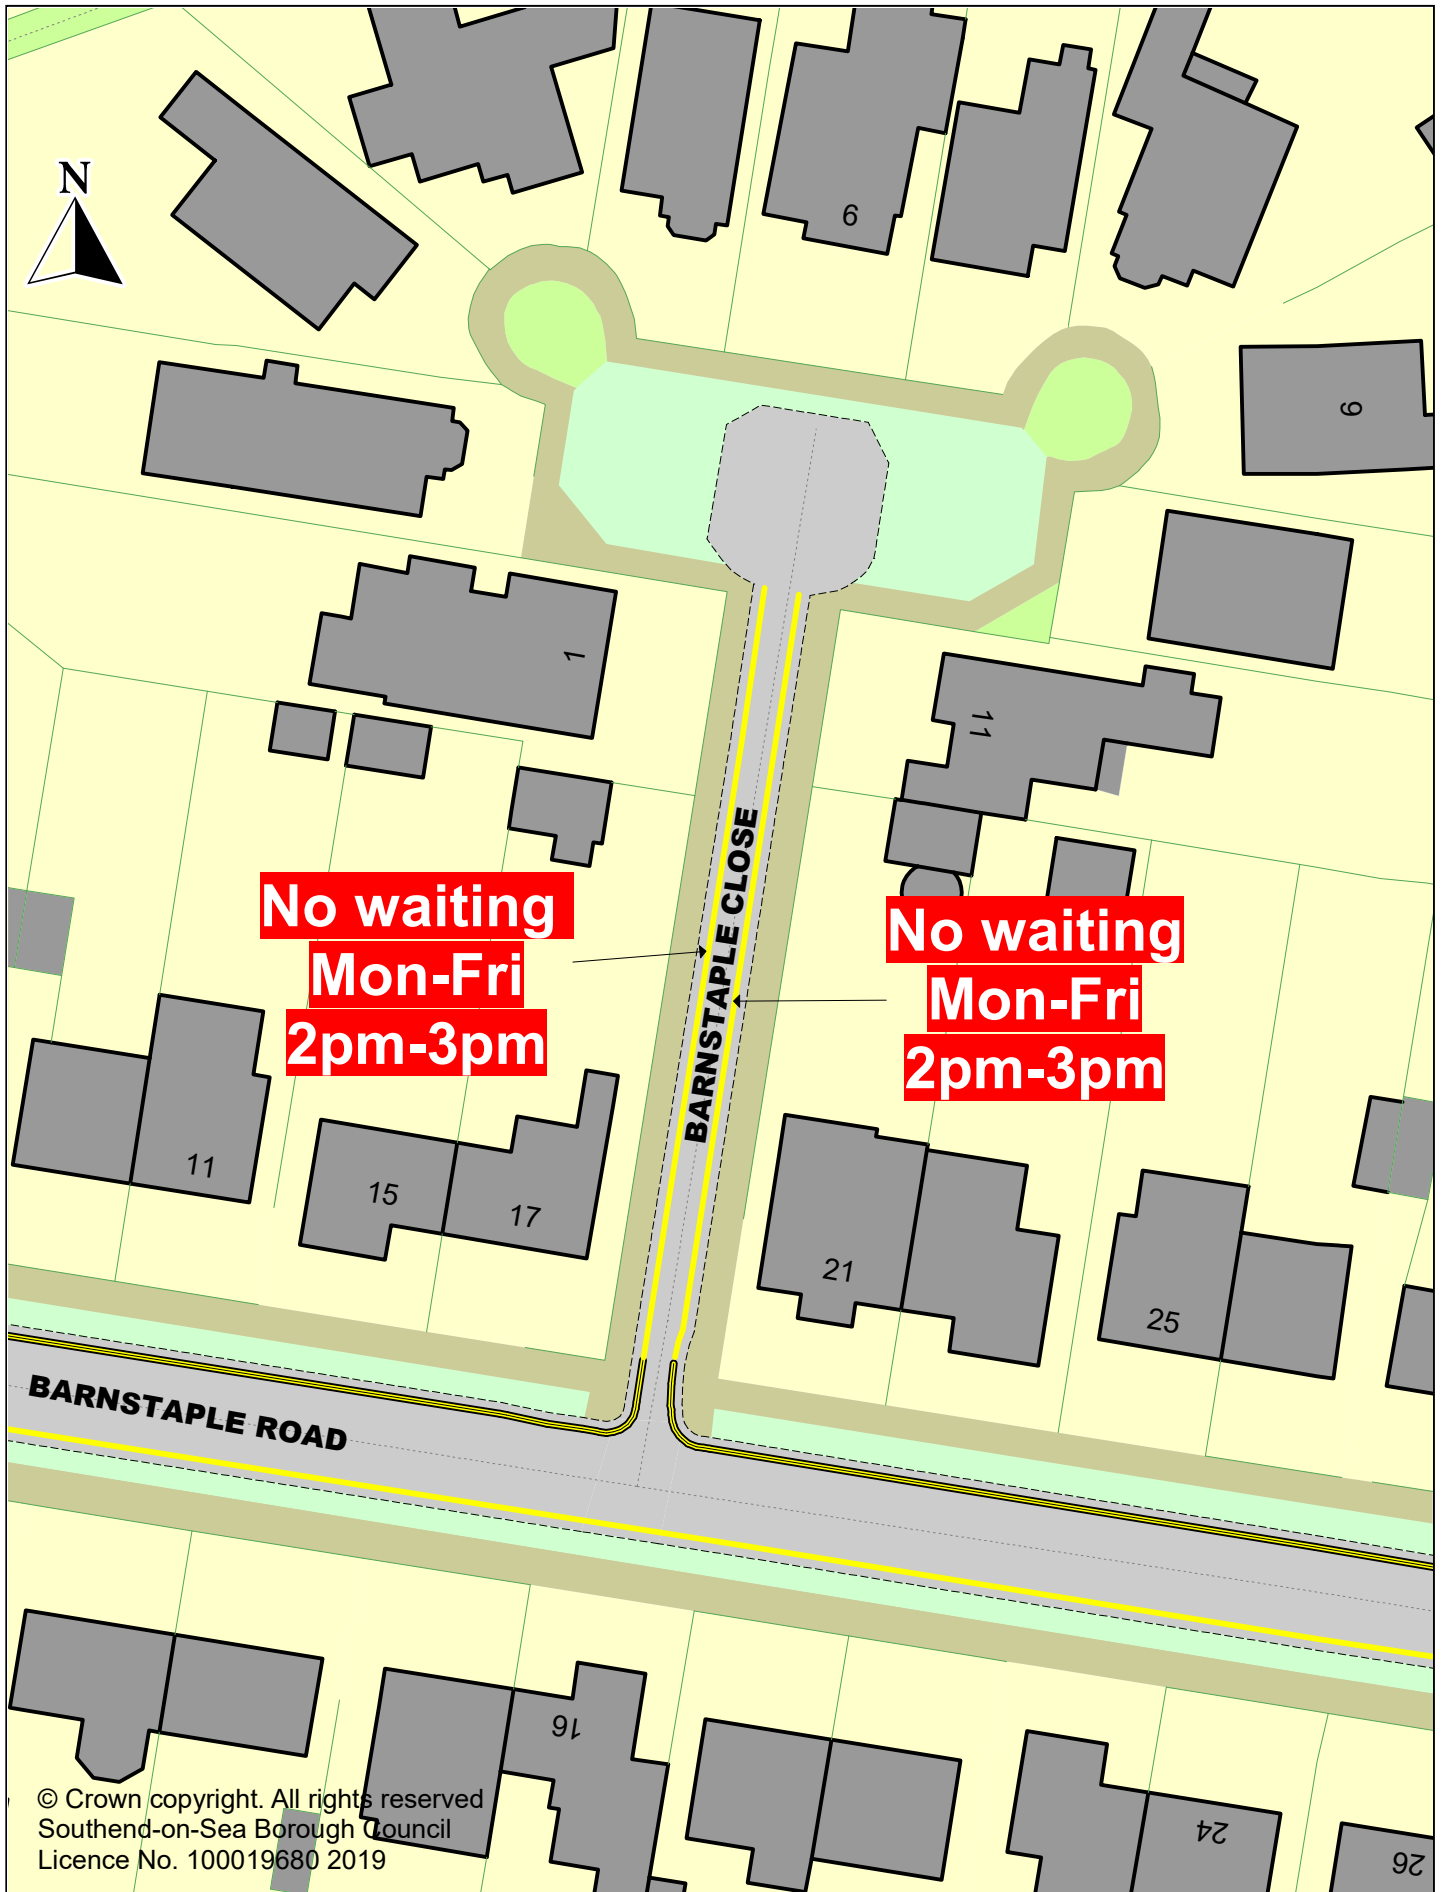 N
6
9
1
11
No waiting
Mon-Fri
2pm-3pm
No waiting
Mon-Fri
2pm-3pm
BARNSTAPLE CLOSE
11
15
17
21
25
BARNSTAPLE ROAD
16
24
26
© Crown copyright. All rights reserved
Southend-on-Sea Borough Council
Licence No. 100019680 2019